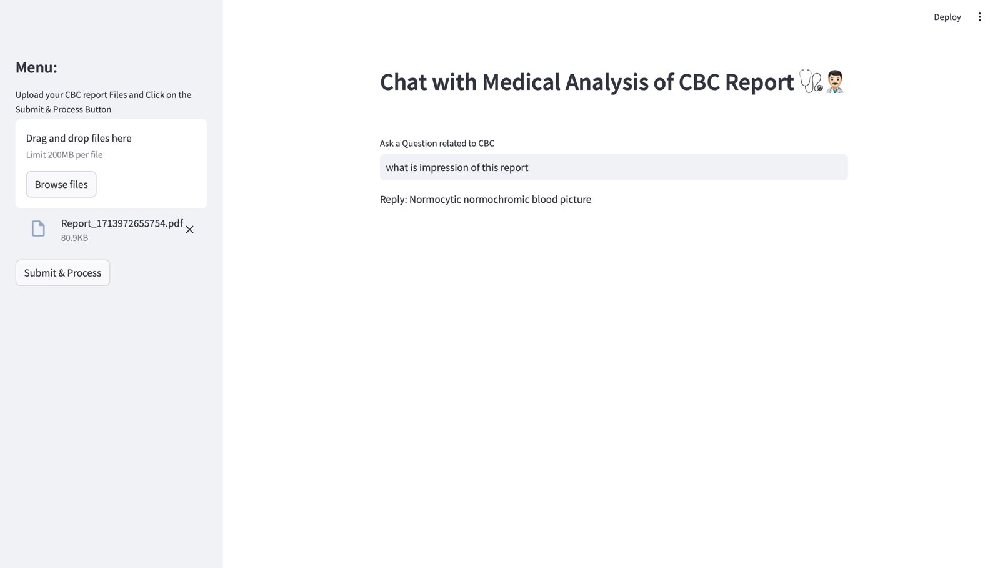 Deploy
Menu:
Upload your CBC report Files and Click on the
Submit & Process Button
Drag and drop files here
Limit 200MB per file
Browse files
Report_1713972655754.pdf
80.9KB
Submit & Process
Chat with Medical Analysis of CBC Report
Ask a Question related to CBC
what is impression of this report
Reply: Normocytic normochromic blood picture